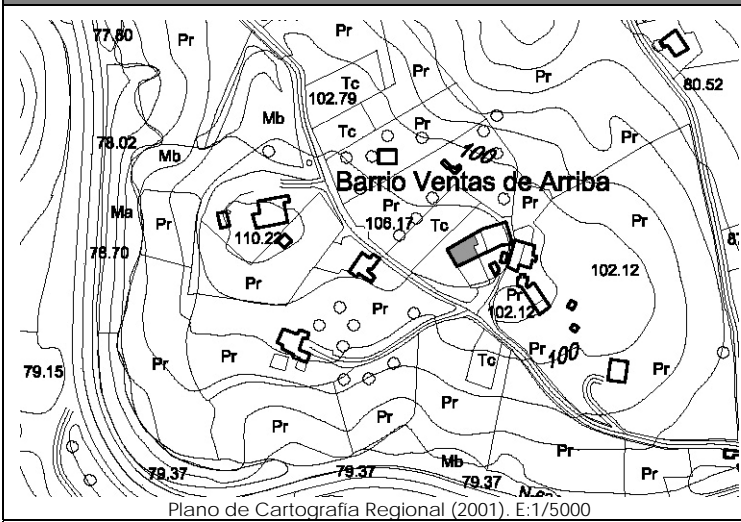 77.80
Pr
Pr
Tc
102.79
Pr
80.52
Mb
Tc
Pr
Pr
78.02
Mb
100
Barrio Ventas de Arriba
Ma
Pr
Pr
106.17
Tc
Pr
Pr
78.70
110.22
Pr
102.12
Pr
102.12
Pr
79.15
Pr
Pr
Tc
Pr
100
Pr
Pr
Pr
Pr
Pr
79.37
79.37
Mb
79.37
Pr
Plano de Cartografía Regional (2001). E:1/5000